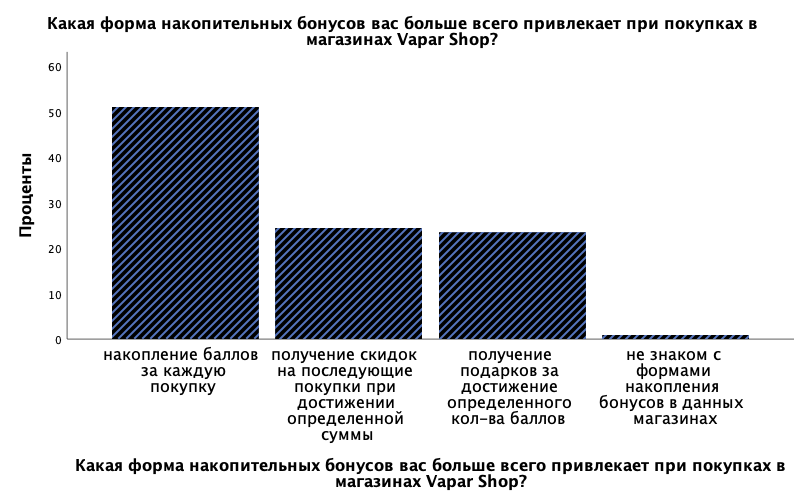 Какая форма накопительных бонусов вас больше всего привлекает при покупках в
магазинах Vapar Shop?
60
50
40
30
20
10
0
Проценты
накопление баллов
за каждую
покупку
получение скидок
на последующие
покупки при
достижении
определенной
суммы
получение
подарков за
достижение
определенного
кол-ва баллов
не знаком с
формами
накопления
бонусов в данных
магазинах
Какая форма накопительных бонусов вас больше всего привлекает при покупках в
магазинах Vapar Shop?